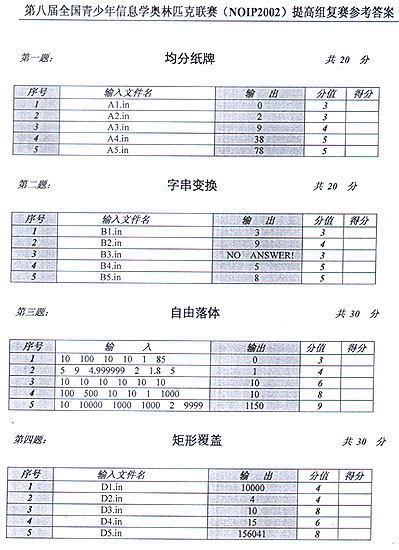 第八届全国青少年信息学奥林匹克联赛（NOIP2002）提高组复赛参考答案
第一题： 均分纸牌 共 20 分
序号 输入文件名 输 出 分值 得分
1 A1.in 0 3
2 A2.in 2 3
3 A3.in 9 4
4 A4.in 38 5
5 A5.in 78 5
第二题： 字串变换 共 20 分
序号 输入文件名 输 出 分值 得分
1 B1.in 3 3
2 B2.in 9 4
3 B3.in NO ANSWER! 3
4 B4.in 5 5
5 B5.in 8 5
第三题： 自由落体 共 30 分
序号 输 入 输出 分值 得分
1 10 100 10 10 1 85 0 3
2 5 9 4.999999 2 1.8 5 1 4
3 10 10 10 10 10 10 10 6
4 100 500 10 10 1 1000 10 8
5 10 10000 1000 1000 2 9999 1150 9
第四题： 矩形覆盖 共 30 分
序号 输入文件名 输 出 分值 得分
1 D1.in 10000 4
2 D2.in 4 4
3 D3.in 10 8
4 D4.in 15 6
5 D5.in 156041 8